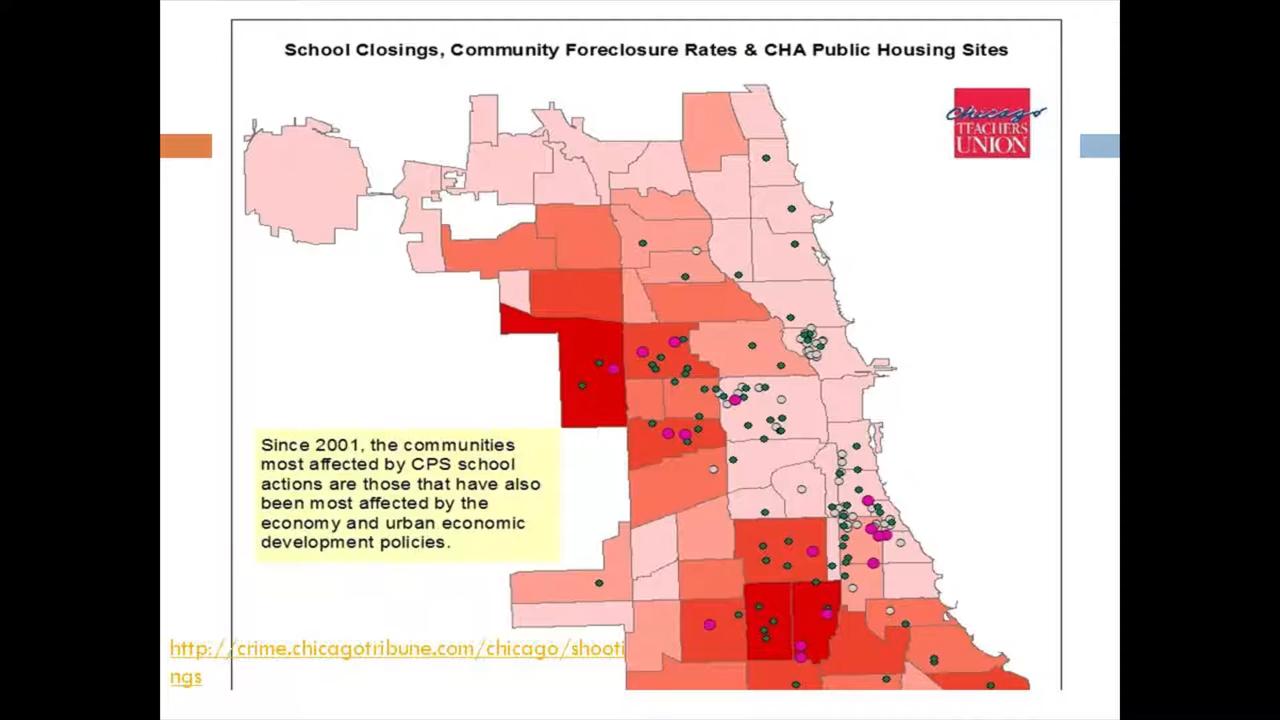 School Closings, Community Foreclosure Rates & CHA Public Housing Sites
Chicago
TEACHERS
UNION
Since 2001, the communities
most affected by CPS school
actions are those that have also
been most affected by the
economy and urban economic
development policies.
http://crime.chicagotribune.com/chicago/shooti
ngs